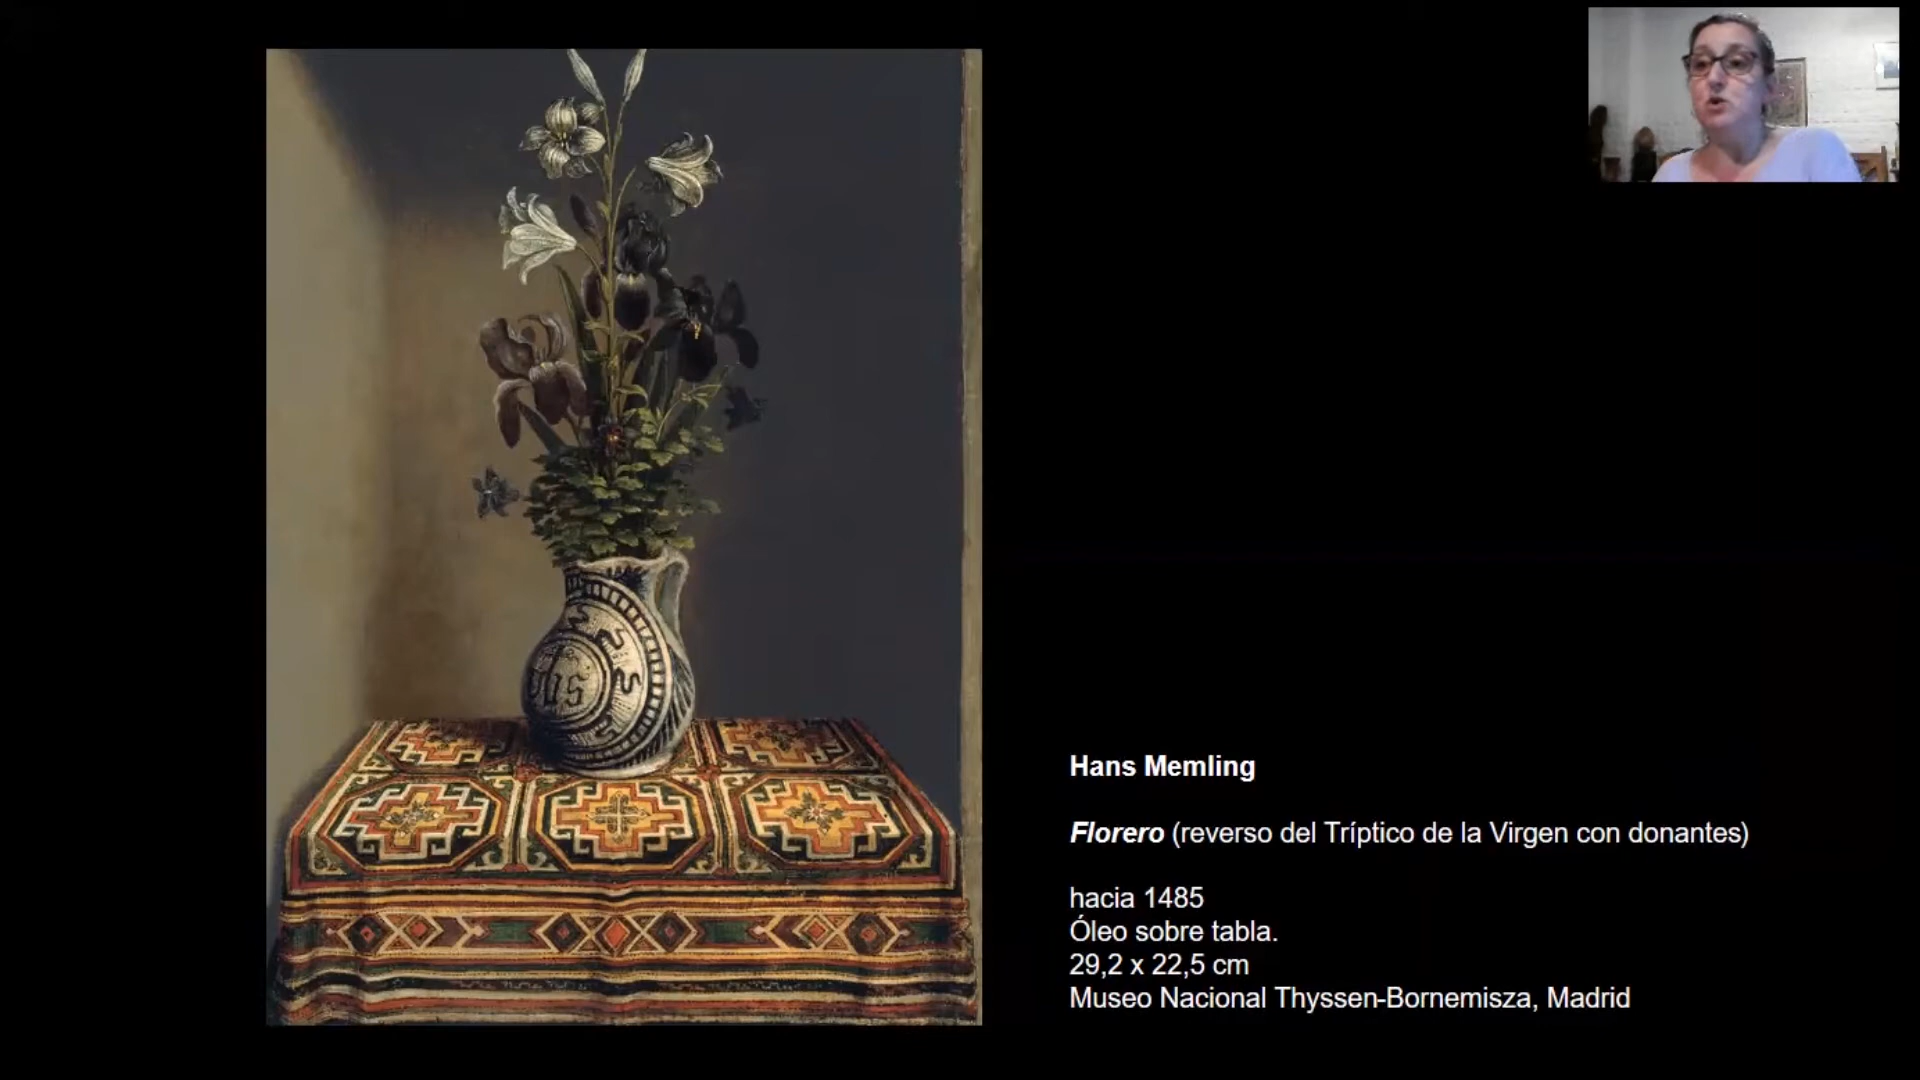 Hans Memling
Florero (reverso del Tríptico de la Virgen con donantes)
hacia 1485
Óleo sobre tabla.
29,2 x 22,5 cm
Museo Nacional Thyssen-Bornemisza, Madrid